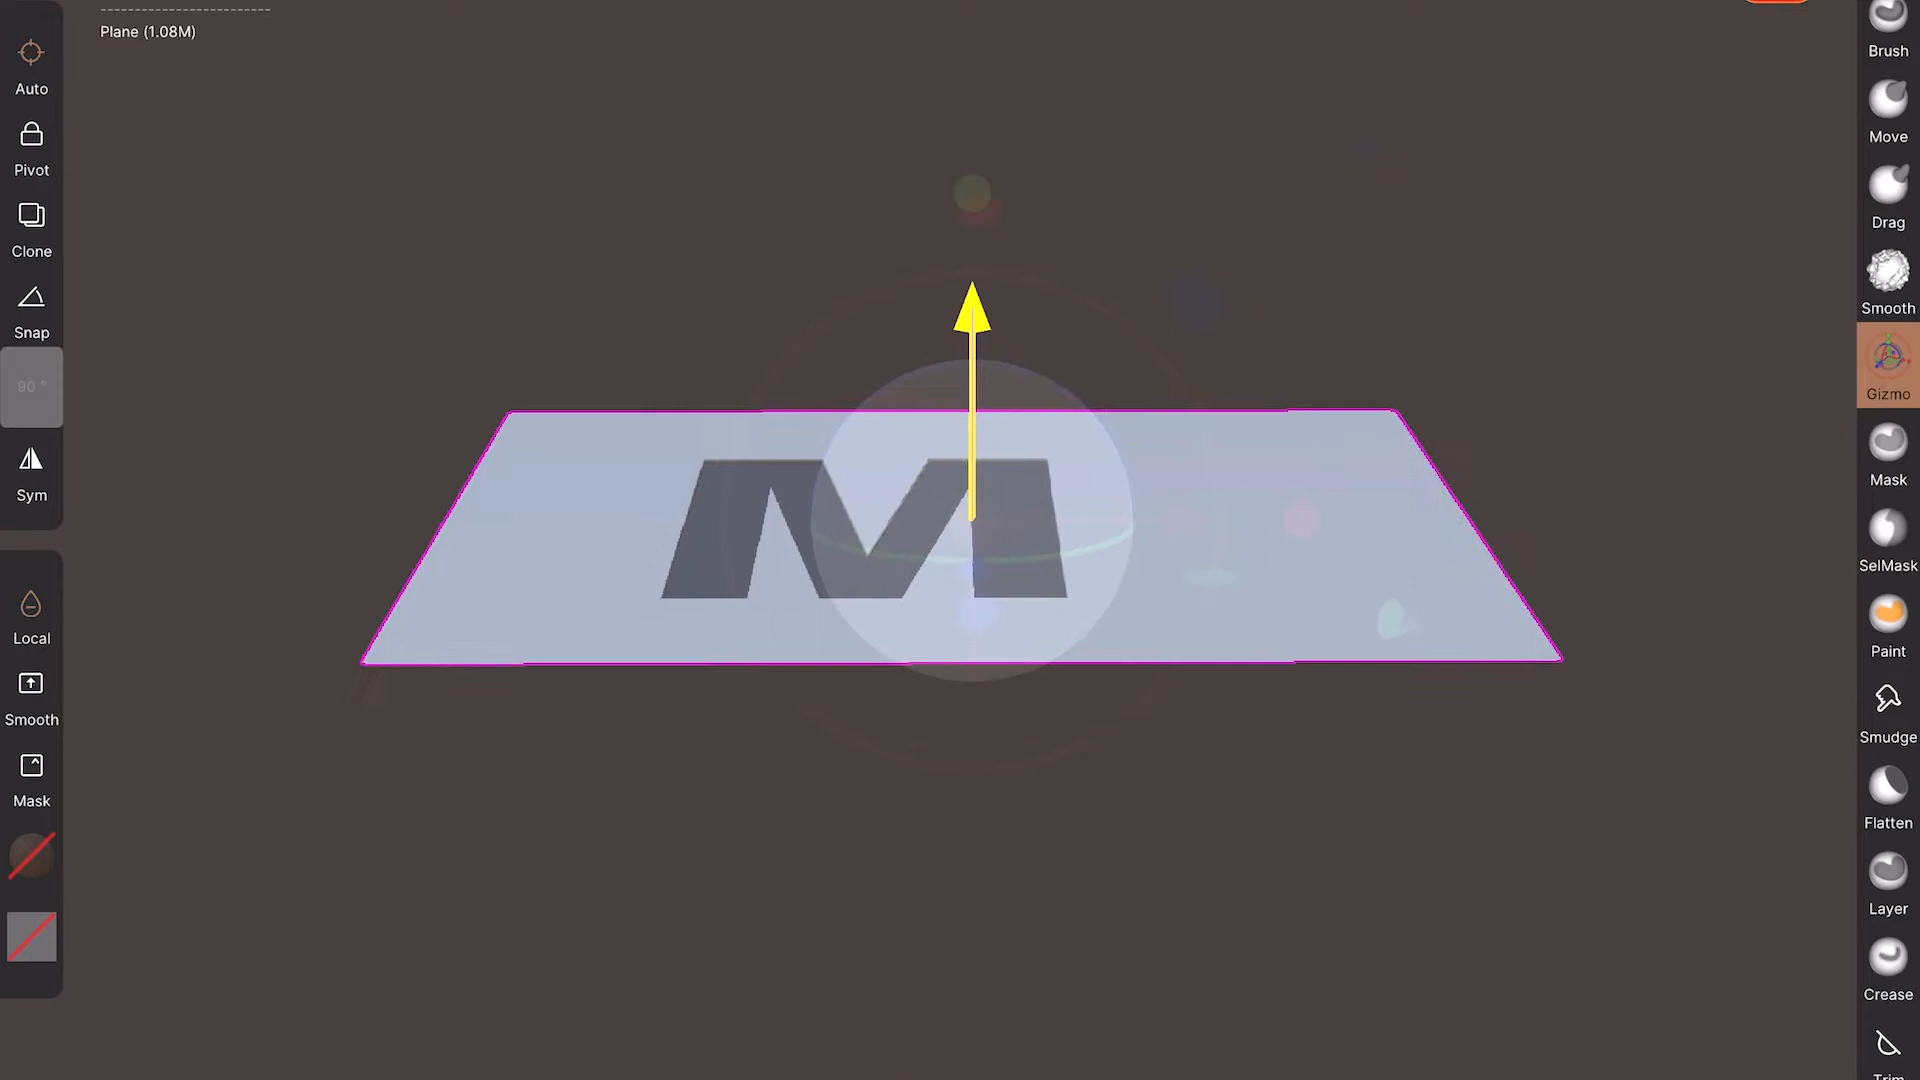 Plane (1.08M)
Auto
Pivot
Clone
Snap
90 °
Sym
Local
Smooth
Mask
M
Brush
Move
Drag
Smooth
Gizmo
Mask
SelMask
Paint
Smudge
Flatten
Layer
Crease
Trim